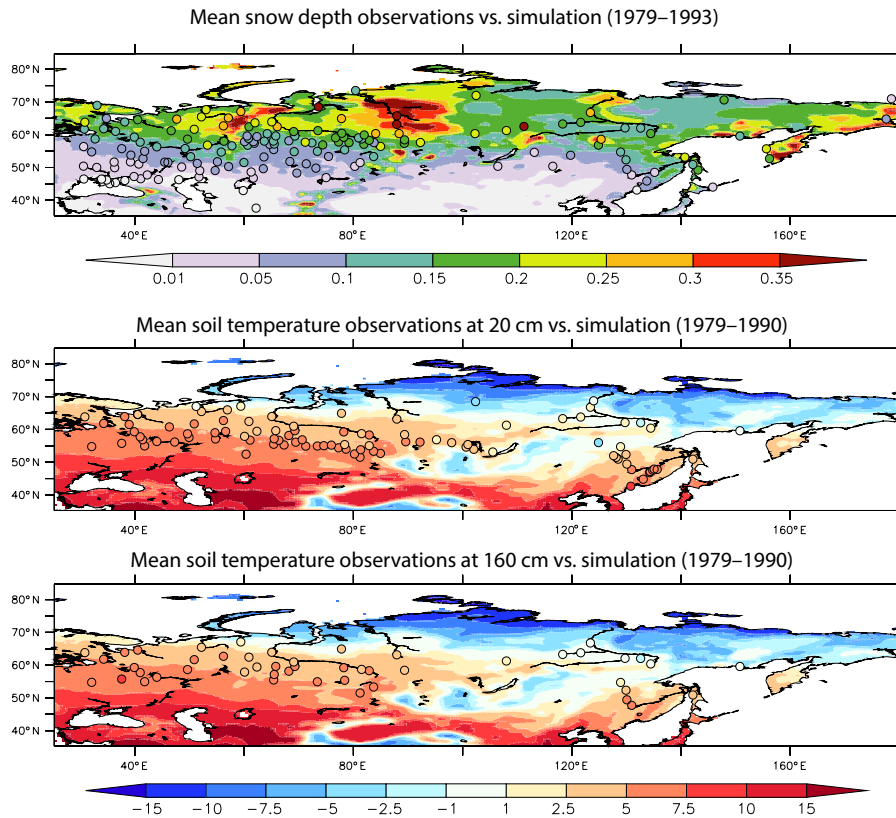 Mean snow depth observations vs. simulation (1979–1993)
80° N
70° N
60° N
50° N
40° N
40° E 80° E 120° E 160° E
0.01 0.05 0.1 0.15 0.2 0.25 0.3 0.35
Mean soil temperature observations at 20 cm vs. simulation (1979–1990)
80° N
70° N
60° N
50° N
40° N
40° E 80° E 120° E 160° E
Mean soil temperature observations at 160 cm vs. simulation (1979–1990)
80° N
70° N
60° N
50° N
40° N
40° E 80° E 120° E 160° E
−15 −10 −7.5 −5 −2.5 −1 1 2.5 5 7.5 10 15